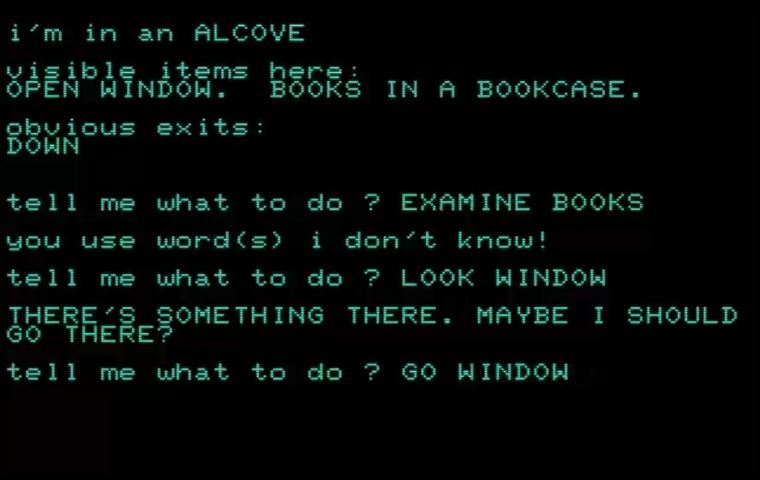 i'm in an ALCOVE
visible items here:
OPEN WINDOW.  BOOKS IN A BOOKCASE.
obvious exits:
DOWN
tell me what to do ? EXAMINE BOOKS
you use word(s) i don't know!
tell me what to do ? LOOK WINDOW
THERE'S SOMETHING THERE. MAYBE I SHOULD
GO THERE?
tell me what to do ? GO WINDOW